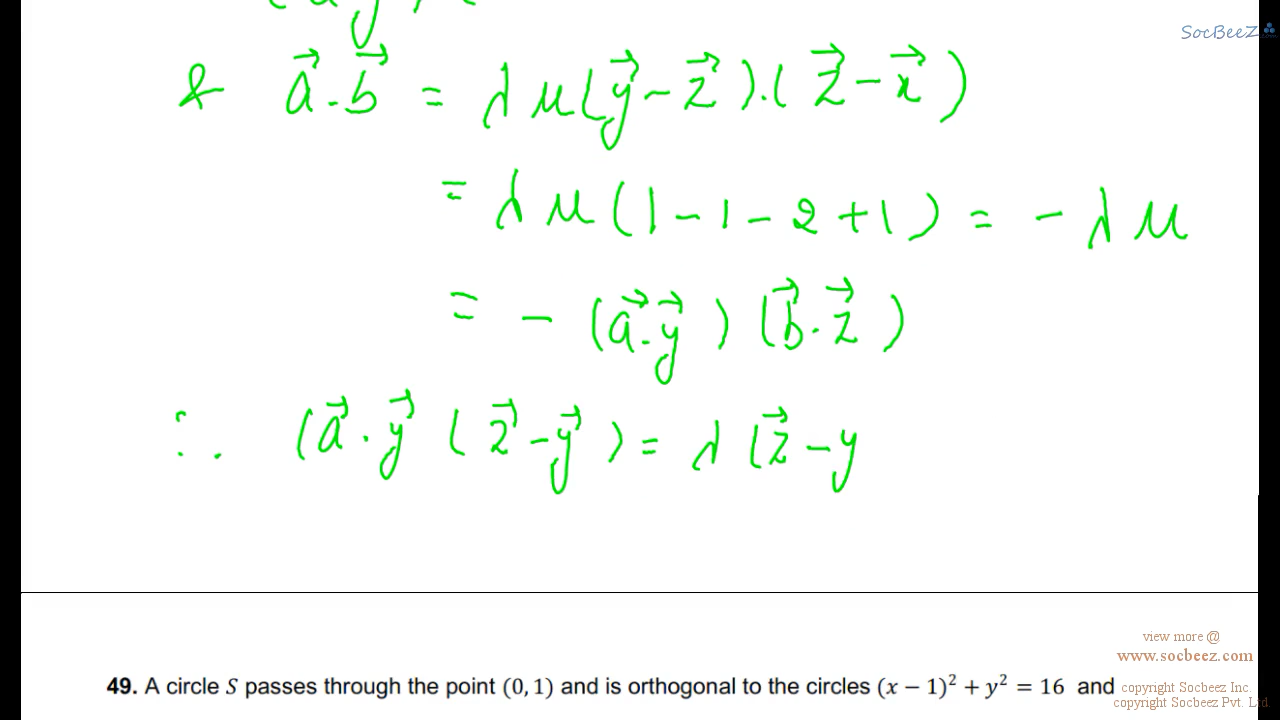 SocBeeZ
& a⃗.b⃗ = λμ(y⃗-z⃗).(z⃗-x⃗)
= λμ(1-1-2+1) = -λμ
= -(a⃗.y⃗)(b⃗.z⃗)
∴ (a⃗.y⃗ (z⃗-y⃗) = λ(z⃗-y
view more @
www.socbeez.com
49. A circle S passes through the point (0, 1) and is orthogonal to the circles (x − 1)² + y² = 16 and
copyright Socbeez Inc.
copyright Socbeez Pvt. Ltd.